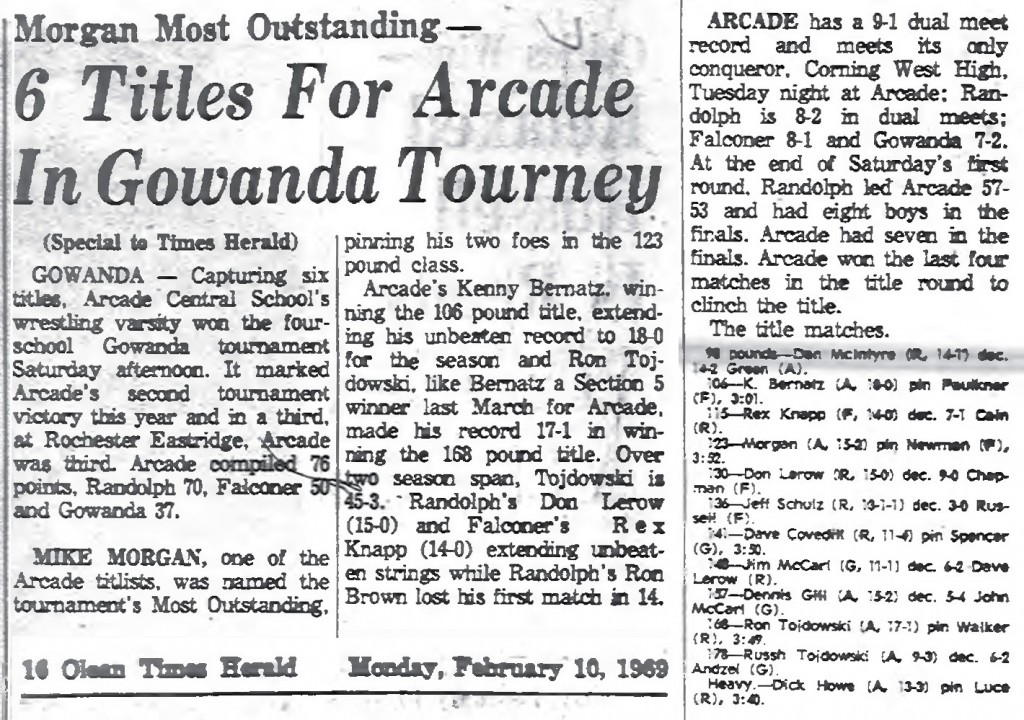 Morgan Most Outstanding—
6 Titles For Arcade
In Gowanda Tourney
(Special to Times Herald)
GOWANDA — Capturing six
titles, Arcade Central School's
wrestling varsity won the four-
school Gowanda tournament
Saturday afternoon. It marked
Arcade's second tournament
victory this year and in a third,
at Rochester Eastridge, Arcade
was third. Arcade compiled 76
points, Randolph 70, Falconer 50
and Gowanda 37.
MIKE MORGAN, one of the
Arcade titlists, was named the
tournament's Most Outstanding,
pinning his two foes in the 123
pound class.
Arcade's Kenny Bernatz, win-
ning the 106 pound title, extend-
ing his unbeaten record to 18-0
for the season and Ron Toj-
dowski, like Bernatz a Section 5
winner last March for Arcade,
made his record 17-1 in win-
ning the 168 pound title. Over
two season span, Tojdowski is
45-3. Randolph's Don Lerow
(15-0) and Falconer's Rex
Knapp (14-0) extending unbeat-
en strings while Randolph's Ron
Brown lost his first match in 14.
ARCADE has a 9-1 dual meet
record and meets its only
conqueror, Corning West High,
Tuesday night at Arcade; Ran-
dolph is 8-2 in dual meets;
Falconer 8-1 and Gowanda 7-2.
At the end of Saturday's first
round, Randolph led Arcade 57-
53 and had eight boys in the
finals. Arcade had seven in the
finals. Arcade won the last four
matches in the title round to
clinch the title.
The title matches.
98 pounds—Dan McIntyre (R, 14-1) dec.
14-2 Green (A).
106—K. Bernatz (A, 18-0) pin Faulkner
(F), 3:01.
115—Rex Knapp (F, 14-0) dec. 7-1 Cain
(R).
123—Morgan (A, 15-2) pin Newman (F),
3:52.
130—Don Lerow (R, 15-0) dec. 9-0 Chap-
man (F).
136—Jeff Schulz (R, 13-1-1) dec. 3-0 Rus-
sell (F).
141—Dave Covedill (R, 11-4) pin Spencer
(G), 3:50.
148—Jim McCarl (G, 11-1) dec. 6-2 Dave
Lerow (R).
157—Dennis Gill (A, 15-2) dec. 5-4 John
McCarl (G).
168—Ron Tojdowski (A, 17-1) pin Walker
(R), 3:49.
178—Russh Tojdowski (A, 9-3) dec. 6-2
Andzel (G).
Heavy.—Dick Howe (A, 13-3) pin Luce
(R), 3:40.
16 Olean Times Herald Monday, February 10, 1969